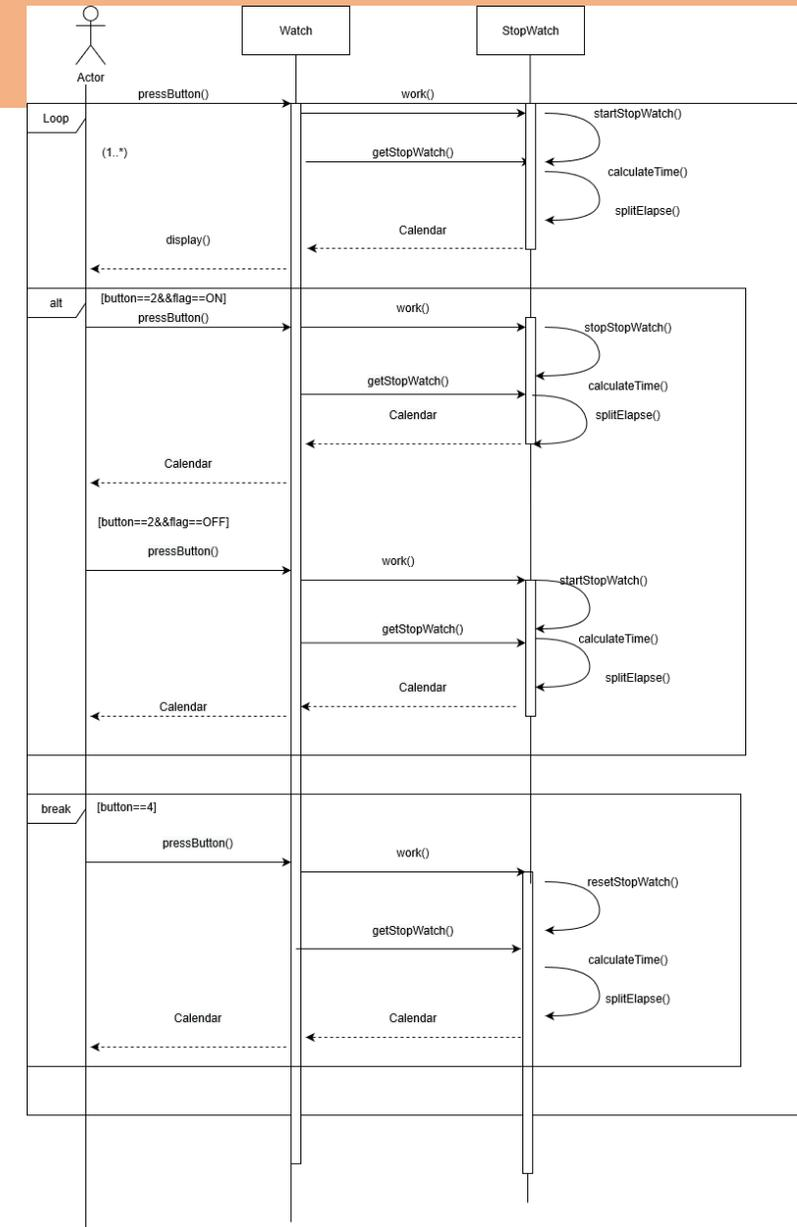 Watch
StopWatch
Actor
pressButton()
work()
Loop
startStopWatch()
(1..*)
getStopWatch()
calculateTime()
splitElapse()
Calendar
display()
alt
[button==2&&flag==ON]
work()
pressButton()
stopStopWatch()
getStopWatch()
calculateTime()
Calendar
splitElapse()
Calendar
[button==2&&flag==OFF]
pressButton()
work()
startStopWatch()
getStopWatch()
calculateTime()
splitElapse()
Calendar
Calendar
break
[button==4]
pressButton()
work()
resetStopWatch()
getStopWatch()
calculateTime()
splitElapse()
Calendar
Calendar